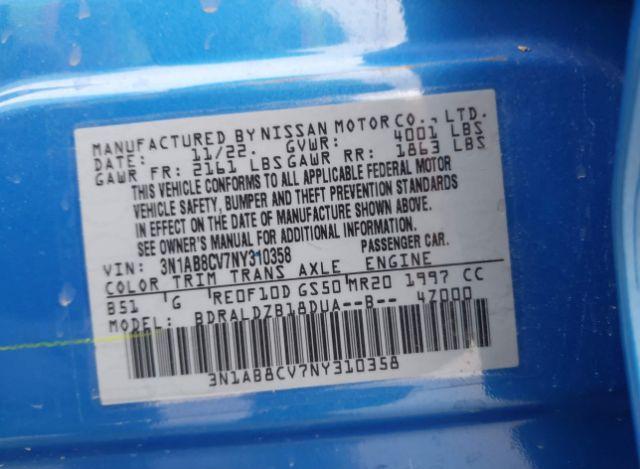 MANUFACTURED BY NISSAN MOTOR CO., LTD.
DATE: 11/22. GVWR: 4001 LBS
GAWR FR: 2161 LBS GAWR RR: 1863 LBS
THIS VEHICLE CONFORMS TO ALL APPLICABLE FEDERAL MOTOR
VEHICLE SAFETY, BUMPER AND THEFT PREVENTION STANDARDS
IN EFFECT ON THE DATE OF MANUFACTURE SHOWN ABOVE.
SEE OWNER'S MANUAL FOR ADDITIONAL INFORMATION.
VIN: 3N1AB8CV7NY310358 PASSENGER CAR.
COLOR TRIM TRANS AXLE ENGINE
B51 G RE0F10D GS50 MR20 1997 CC
MODEL: BDRALDZB18DUA--B-- 47000
3N1AB8CV7NY310358